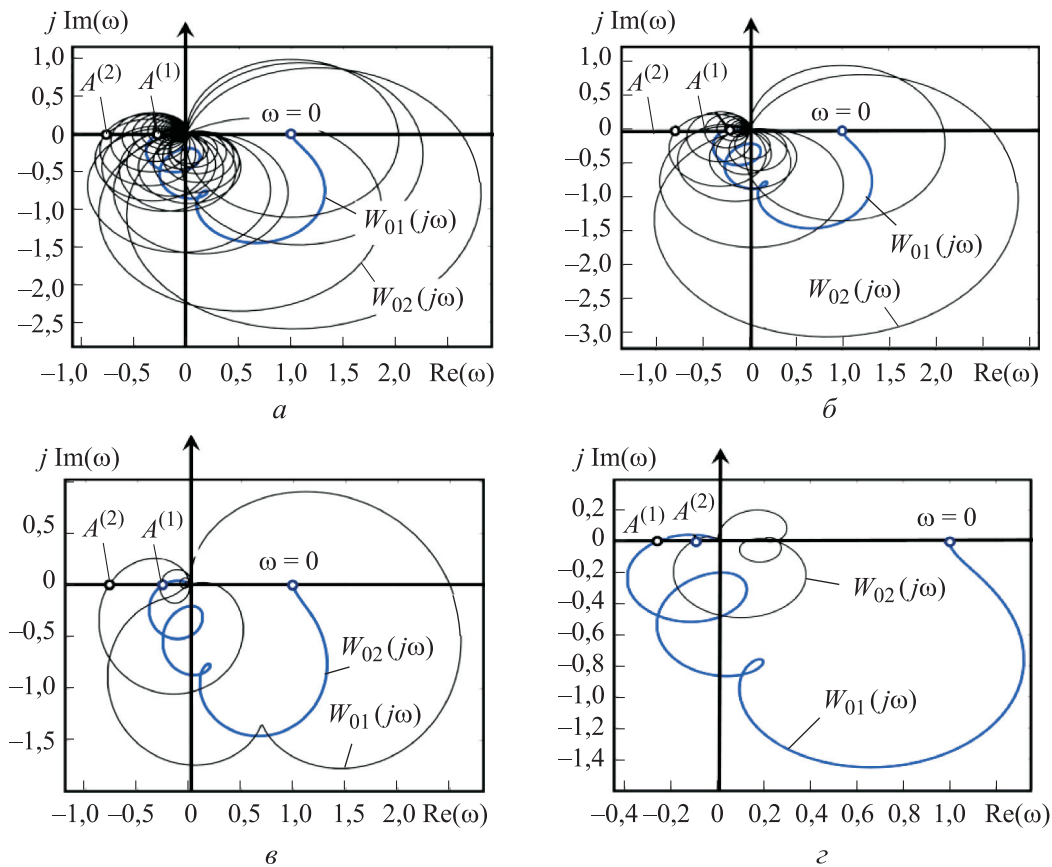 j Im(ω)
1,0
0,5
0
–0,5
–1,0
–1,5
–2,0
–2,5
A⁽²⁾ A⁽¹⁾
ω = 0
W₀₁(jω)
W₀₂(jω)
–1,0 –0,5 0 0,5 1,0 1,5 2,0 Re(ω)
а
j Im(ω)
1,0
0,5
0
–0,5
–1,0
–1,5
–2,0
–2,5
–3,0
A⁽²⁾ A⁽¹⁾
ω = 0
W₀₁(jω)
W₀₂(jω)
–1,0 –0,5 0 0,5 1,0 1,5 2,0 Re(ω)
б
j Im(ω)
0,5
0
–0,5
–1,0
–1,5
A⁽²⁾ A⁽¹⁾
ω = 0
W₀₂(jω)
W₀₁(jω)
–1,0 0 1,0 2,0 Re(ω)
в
j Im(ω)
0,2
0
–0,2
–0,4
–0,6
–0,8
–1,0
–1,2
–1,4
A⁽¹⁾ A⁽²⁾
ω = 0
W₀₂(jω)
W₀₁(jω)
–0,4 –0,2 0 0,2 0,4 0,6 0,8 1,0 Re(ω)
г